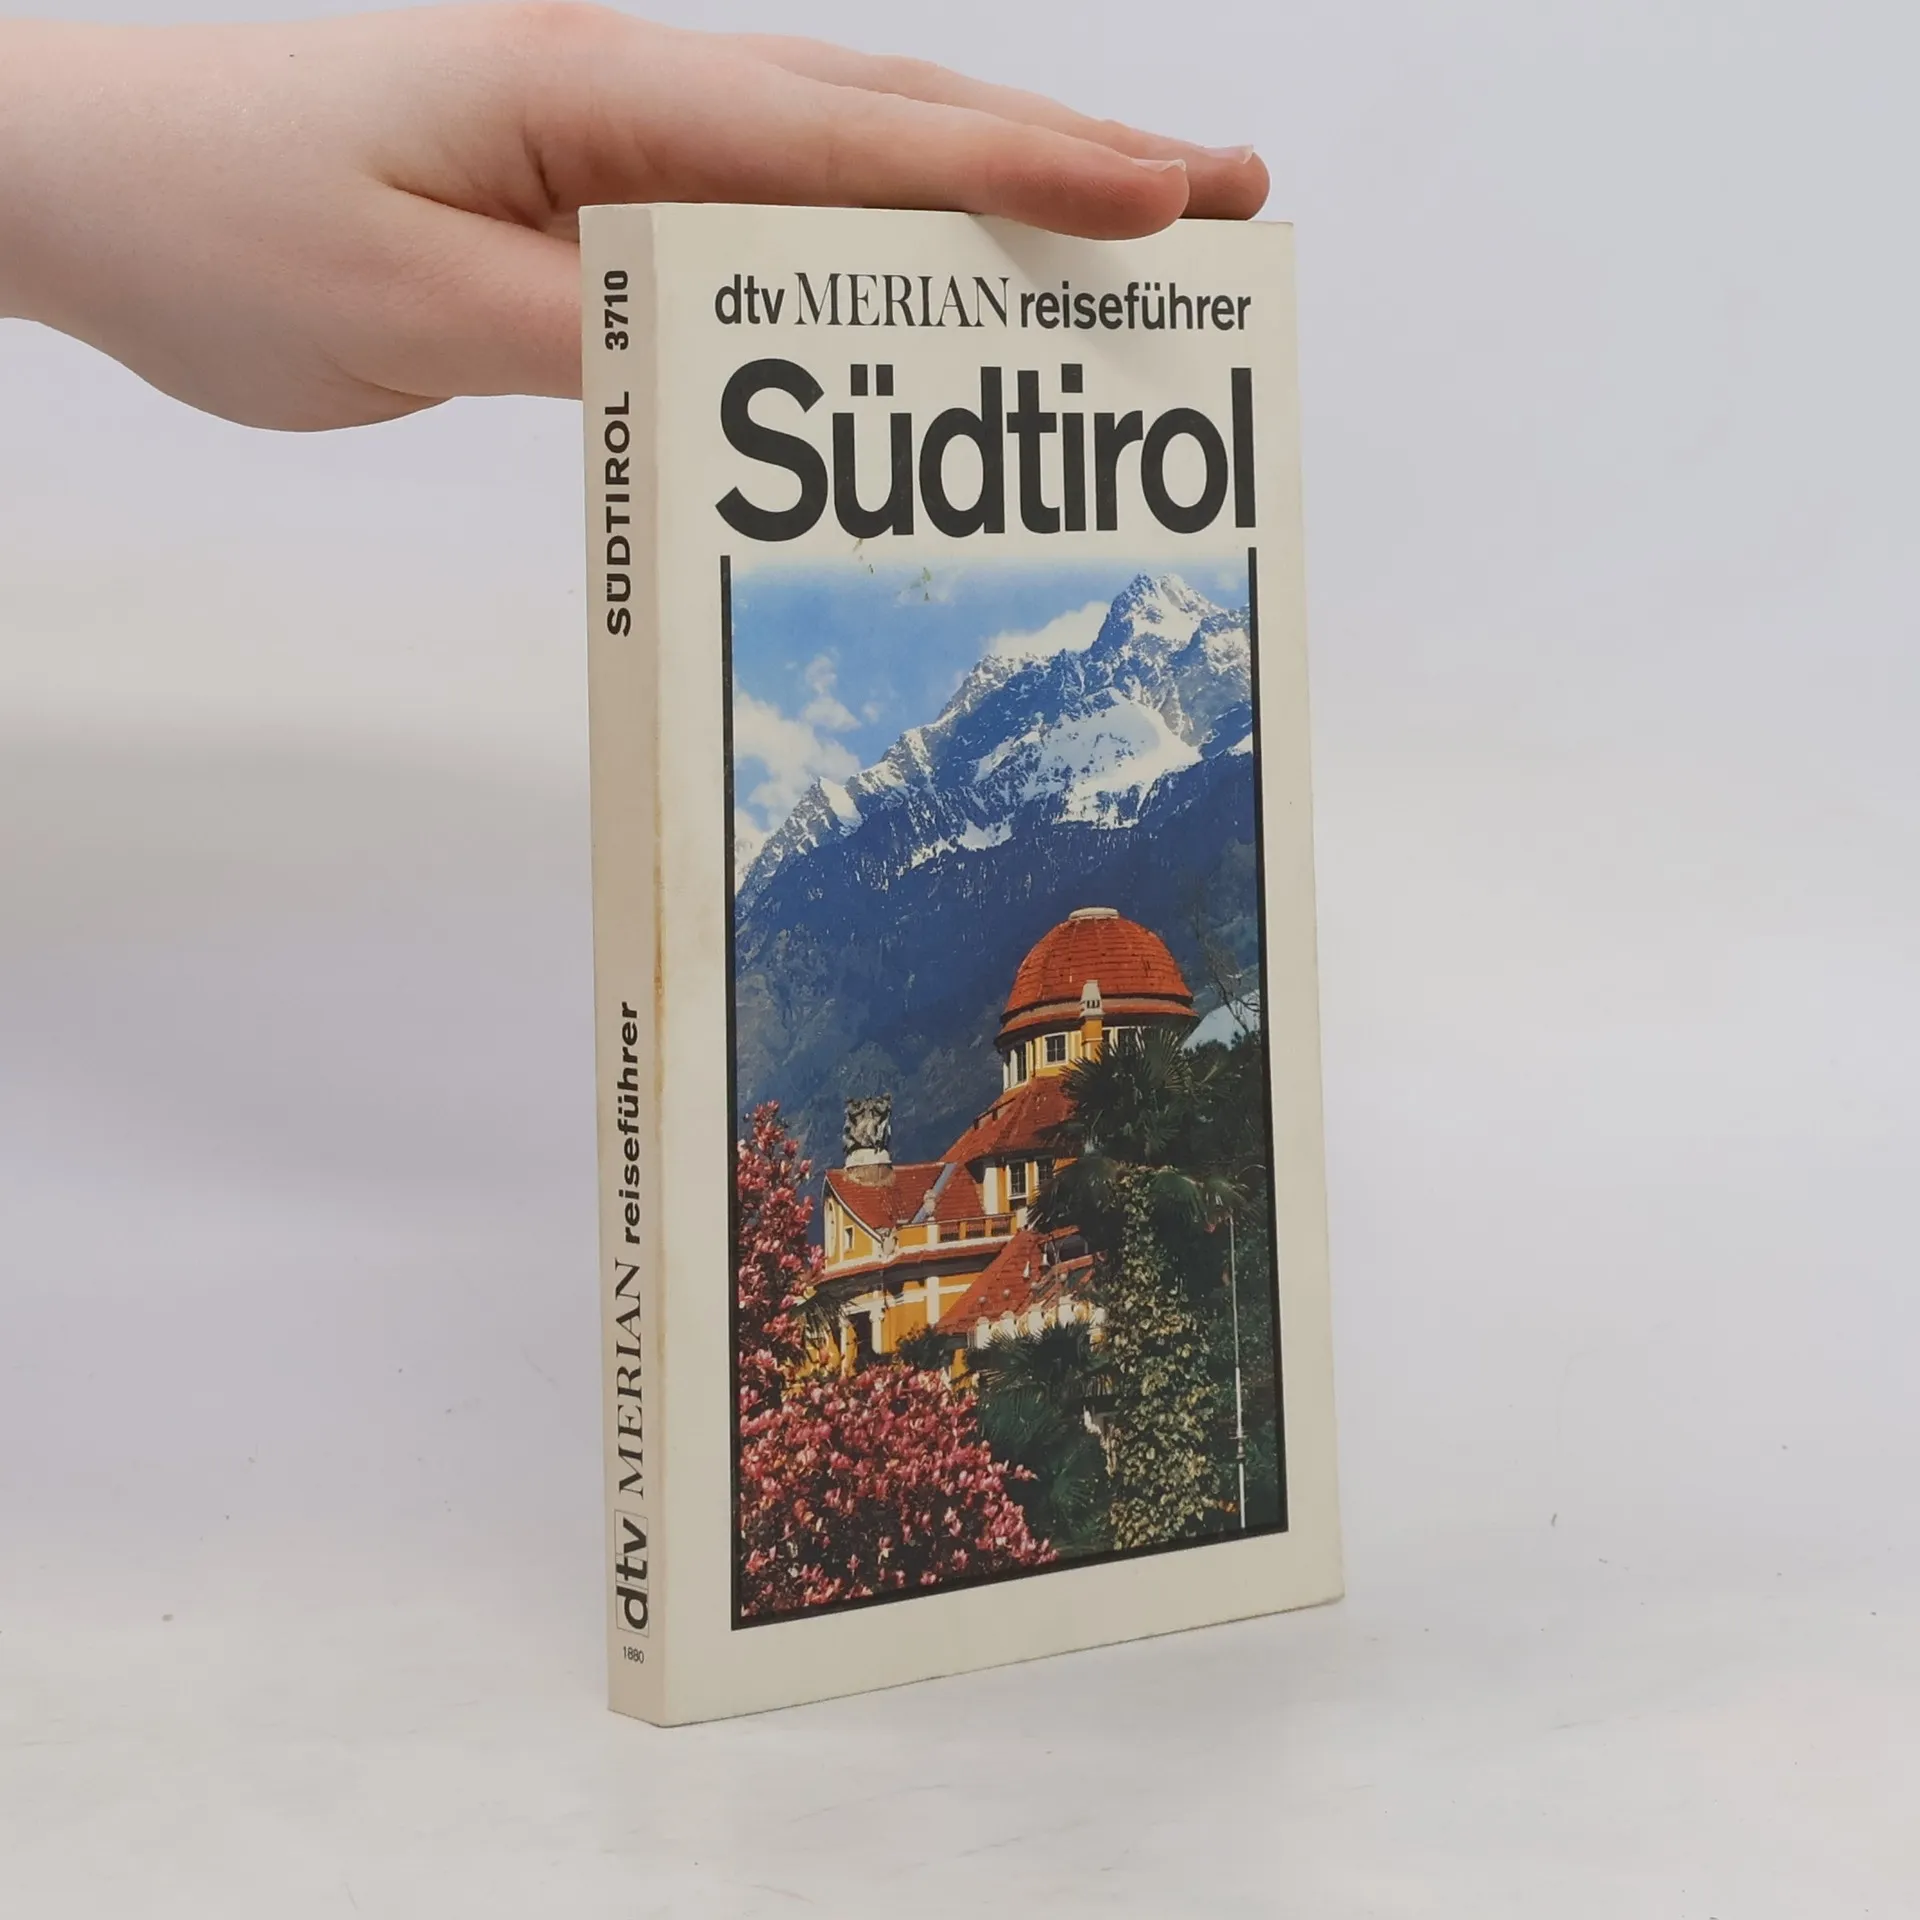 dtv MERIAN reiseführer
Südtirol
SÜDTIROL 3710
dtv MERIAN reiseführer
1880